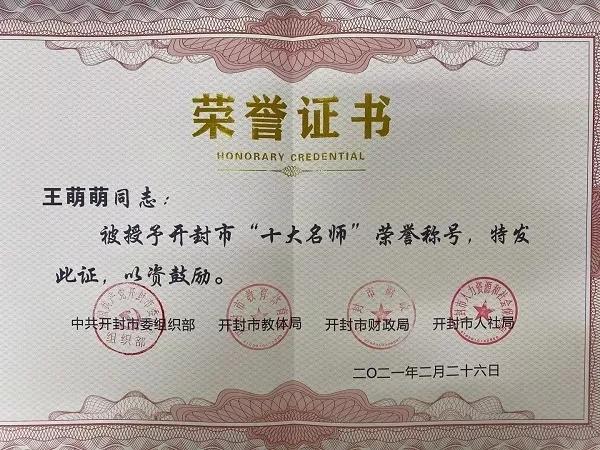 荣誉证书
HONORARY CREDENTIAL
王萌萌同志：
被授予开封市“十大名师”荣誉称号，特发
此证，以资鼓励。
中共开封市委组织部 开封市教体局 开封市财政局 开封市人社局
组织部
二〇二一年二月二十六日